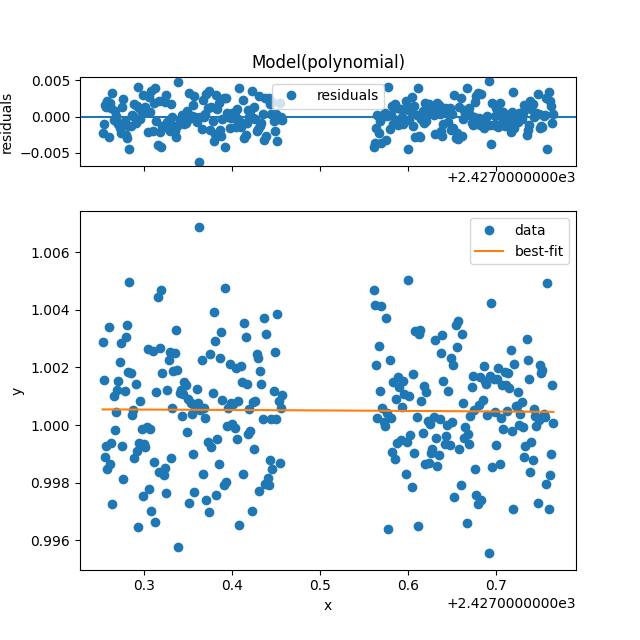 Model(polynomial)
0.005
0.000
−0.005
residuals
residuals
+2.4270000000e3
1.006
1.004
1.002
1.000
0.998
0.996
y
data
best-fit
0.3 0.4 0.5 0.6 0.7
x
+2.4270000000e3